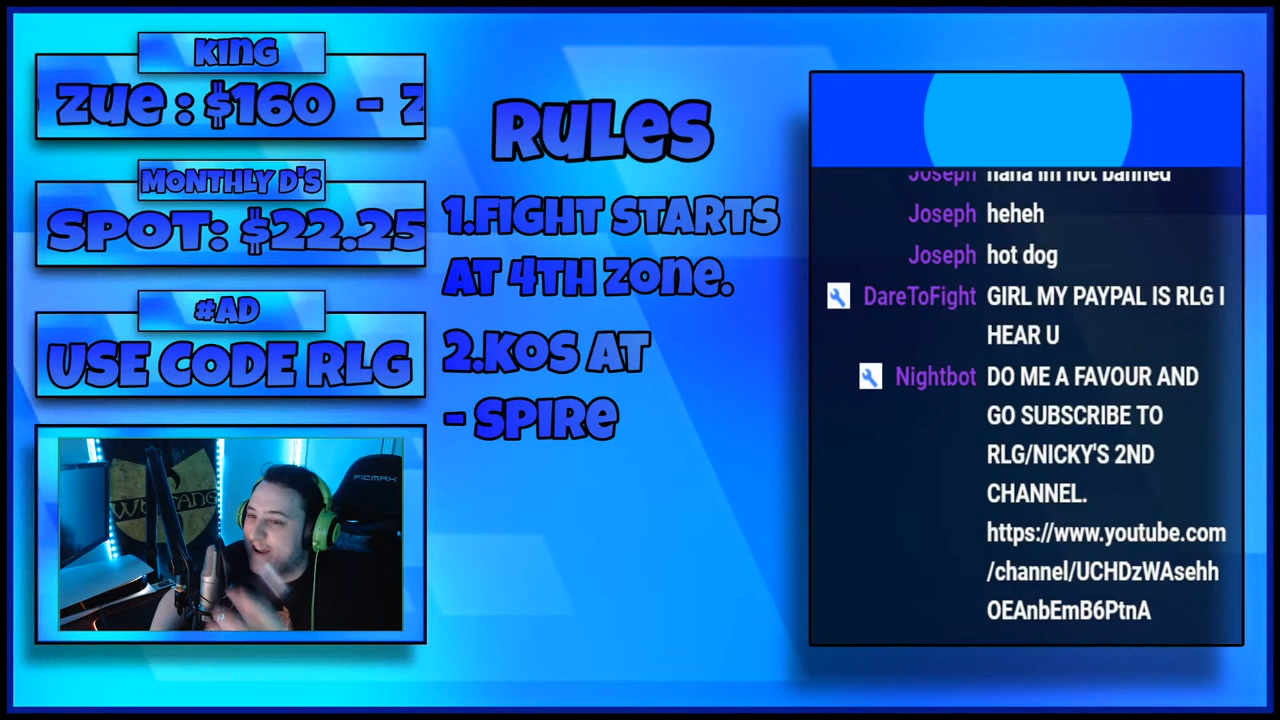 KING
ZUE : $160 - Z
MONTHLY D'S
SPOT: $22.25
#AD
USE CODE RLG
FICMAX
RULES
1.FIGHT STARTS
AT 4TH ZONE.
2.KOS AT
- SPIRE
Joseph haha im not banned
Joseph heheh
Joseph hot dog
DareToFight GIRL MY PAYPAL IS RLG I
HEAR U
Nightbot DO ME A FAVOUR AND
GO SUBSCRIBE TO
RLG/NICKY'S 2ND
CHANNEL.
https://www.youtube.com
/channel/UCHDzWAsehh
OEAnbEmB6PtnA